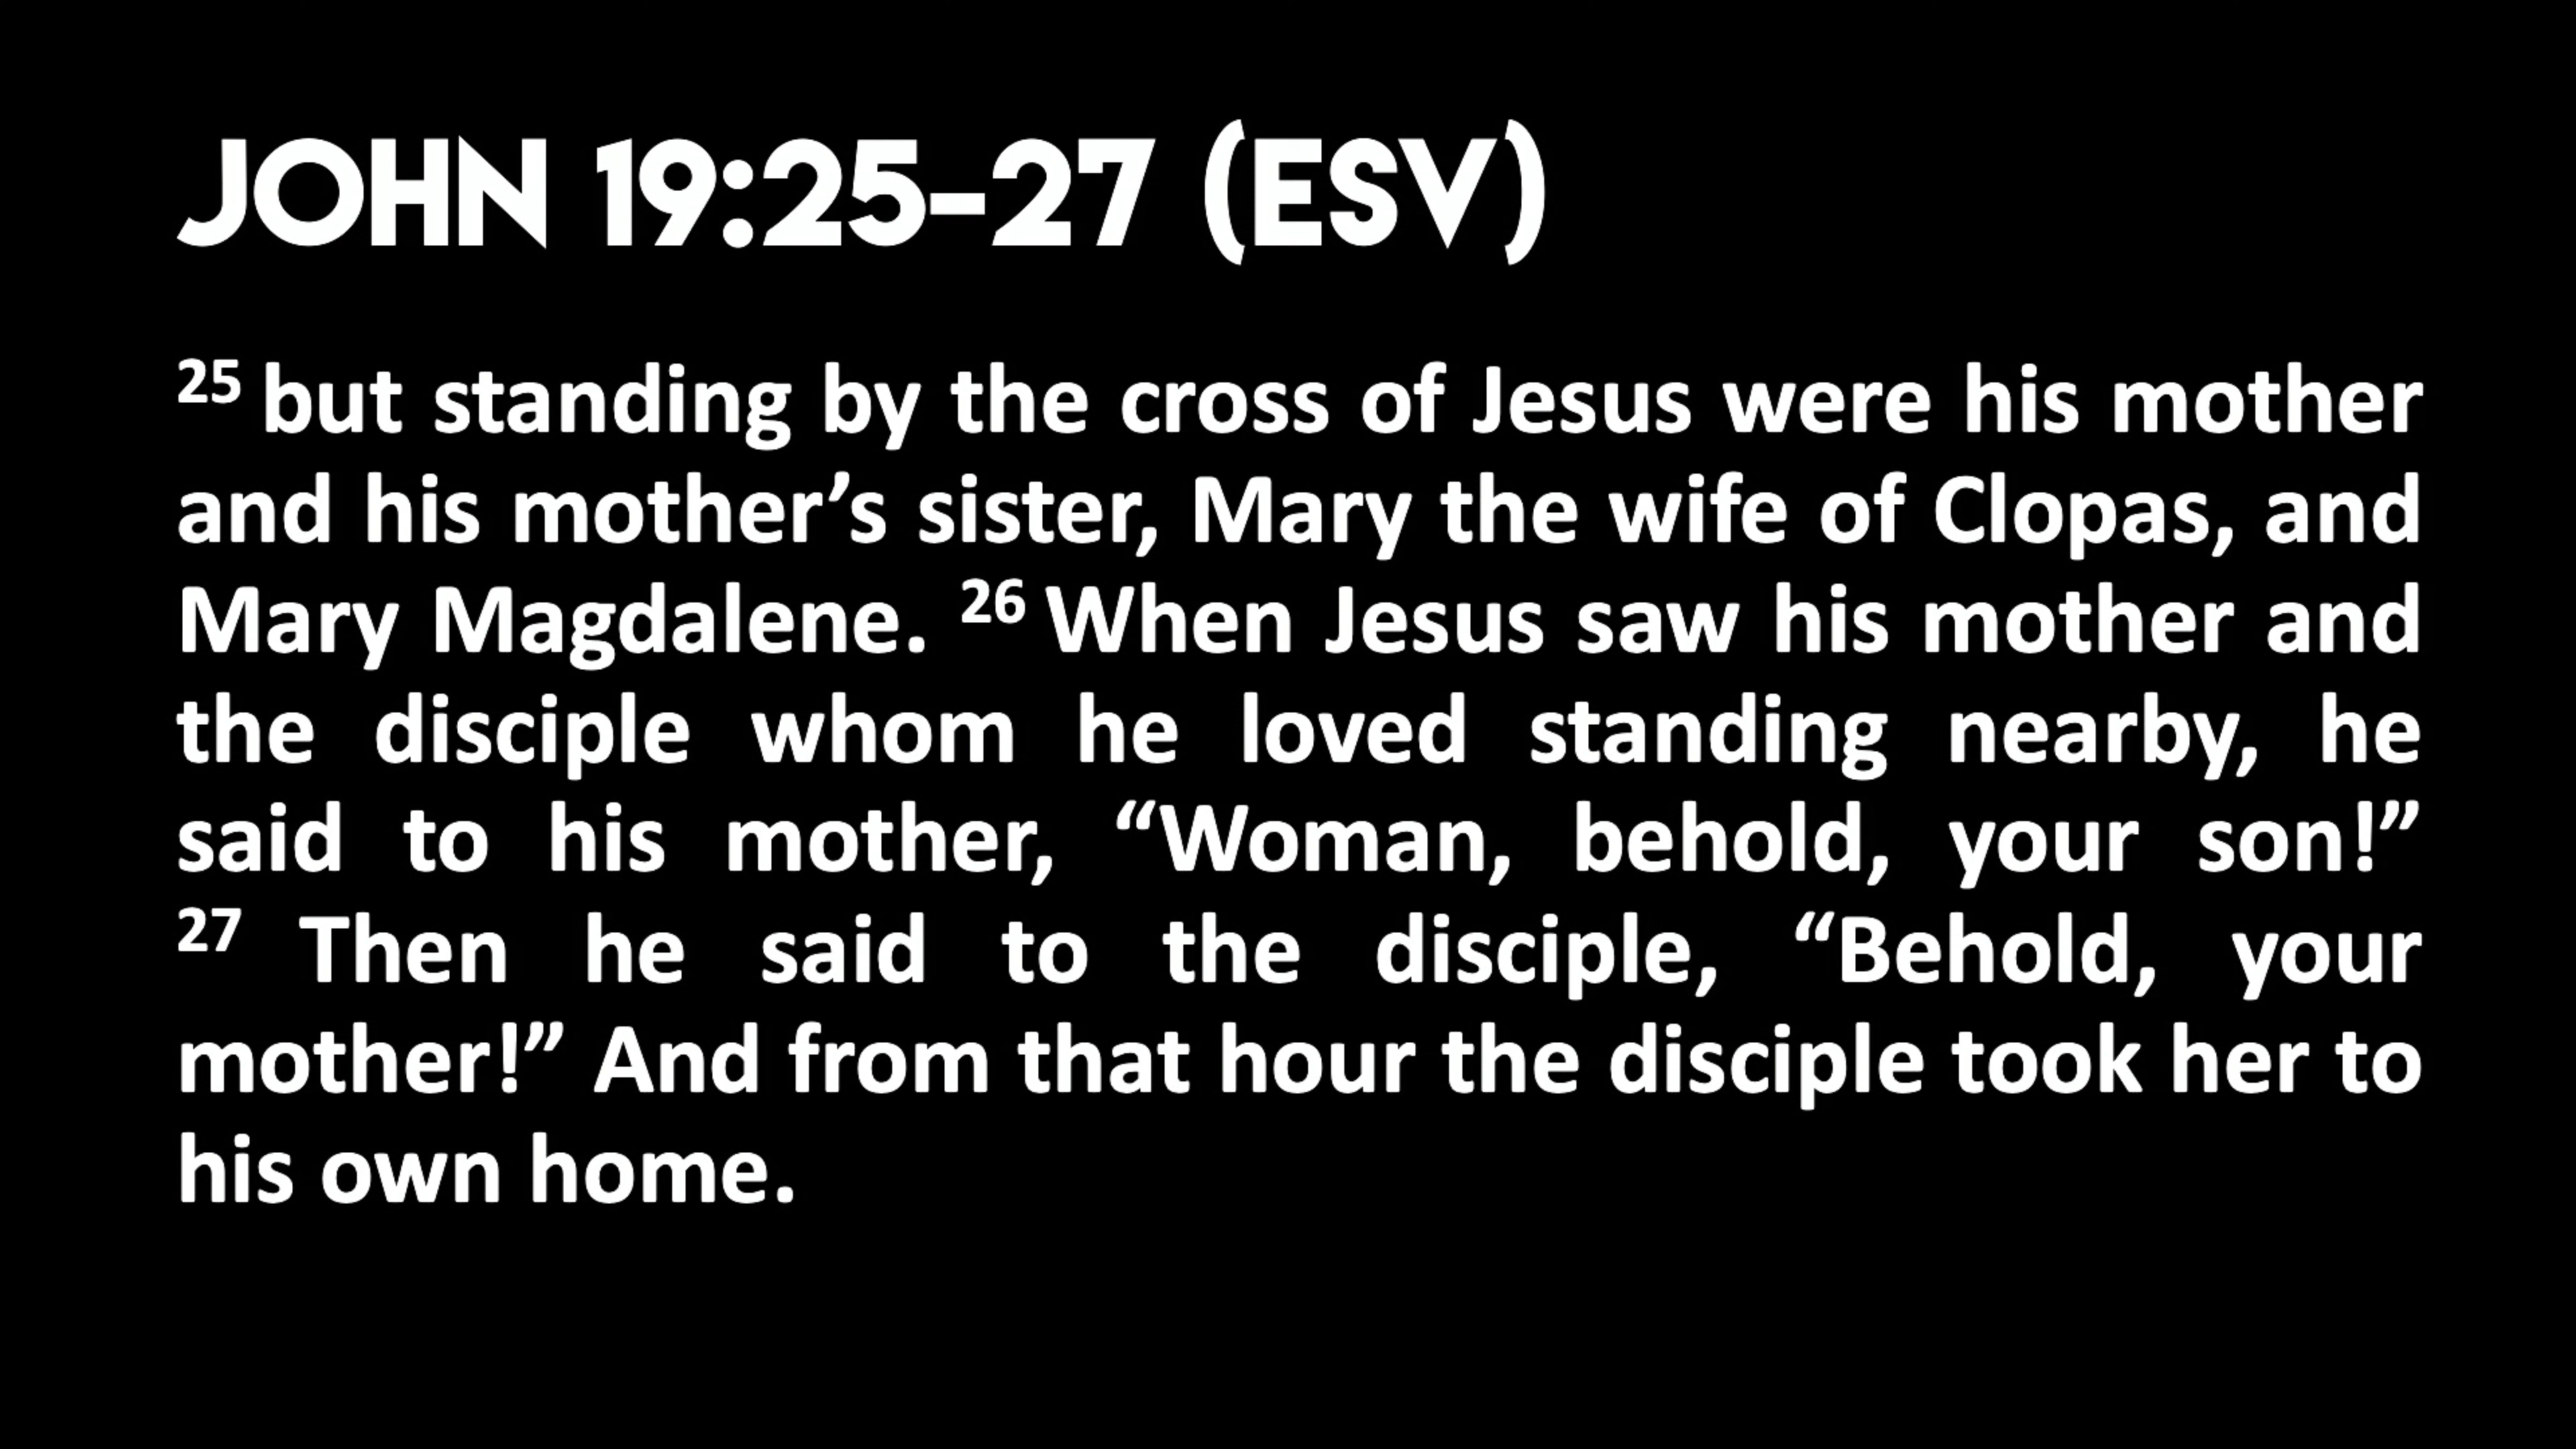 JOHN 19:25-27 (ESV)
25 but standing by the cross of Jesus were his mother
and his mother’s sister, Mary the wife of Clopas, and
Mary Magdalene. 26 When Jesus saw his mother and
the disciple whom he loved standing nearby, he
said to his mother, “Woman, behold, your son!”
27 Then he said to the disciple, “Behold, your
mother!” And from that hour the disciple took her to
his own home.